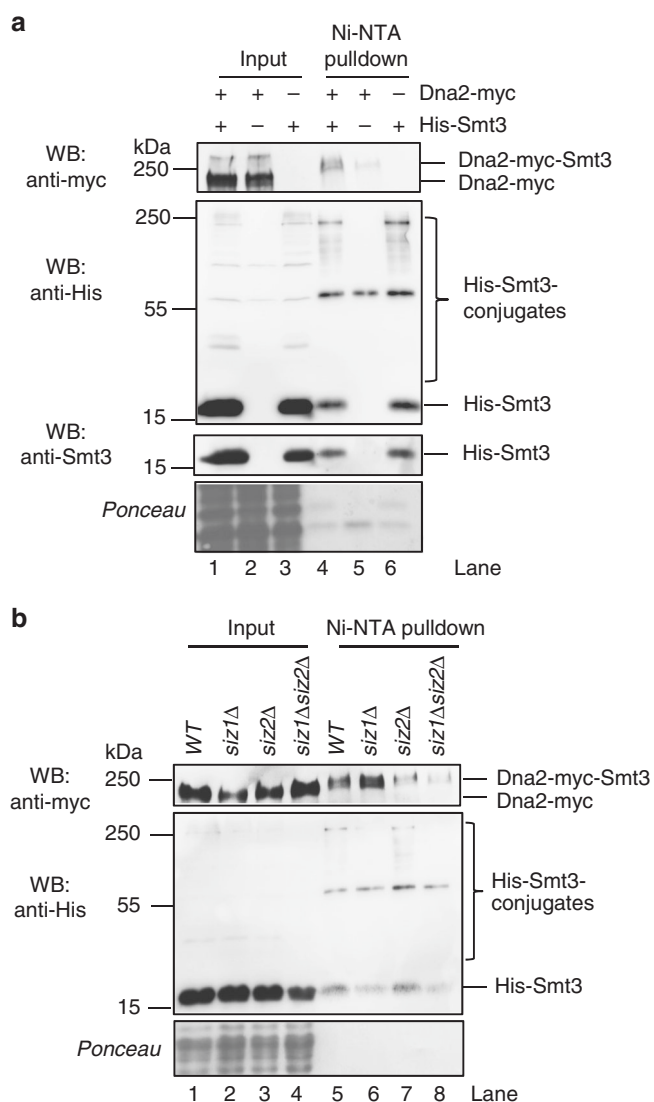 a
Input
Ni-NTA
pulldown
+ + − + + − Dna2-myc
+ − + + − + His-Smt3
WB:
anti-myc
kDa
250
Dna2-myc-Smt3
Dna2-myc
WB:
anti-His
250
55
15
His-Smt3-
conjugates
His-Smt3
WB:
anti-Smt3
15
His-Smt3
Ponceau
1 2 3 4 5 6 Lane
b
Input Ni-NTA pulldown
WT siz1Δ siz2Δ siz1Δsiz2Δ WT siz1Δ siz2Δ siz1Δsiz2Δ
kDa
WB:
anti-myc
250
Dna2-myc-Smt3
Dna2-myc
WB:
anti-His
250
55
15
His-Smt3-
conjugates
His-Smt3
Ponceau
1 2 3 4 5 6 7 8 Lane